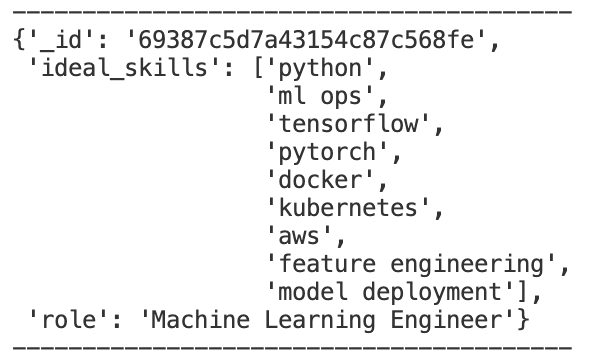 ----------------------------------------
{'_id': '69387c5d7a43154c87c568fe',
 'ideal_skills': ['python',
                  'ml ops',
                  'tensorflow',
                  'pytorch',
                  'docker',
                  'kubernetes',
                  'aws',
                  'feature engineering',
                  'model deployment'],
 'role': 'Machine Learning Engineer'}
----------------------------------------